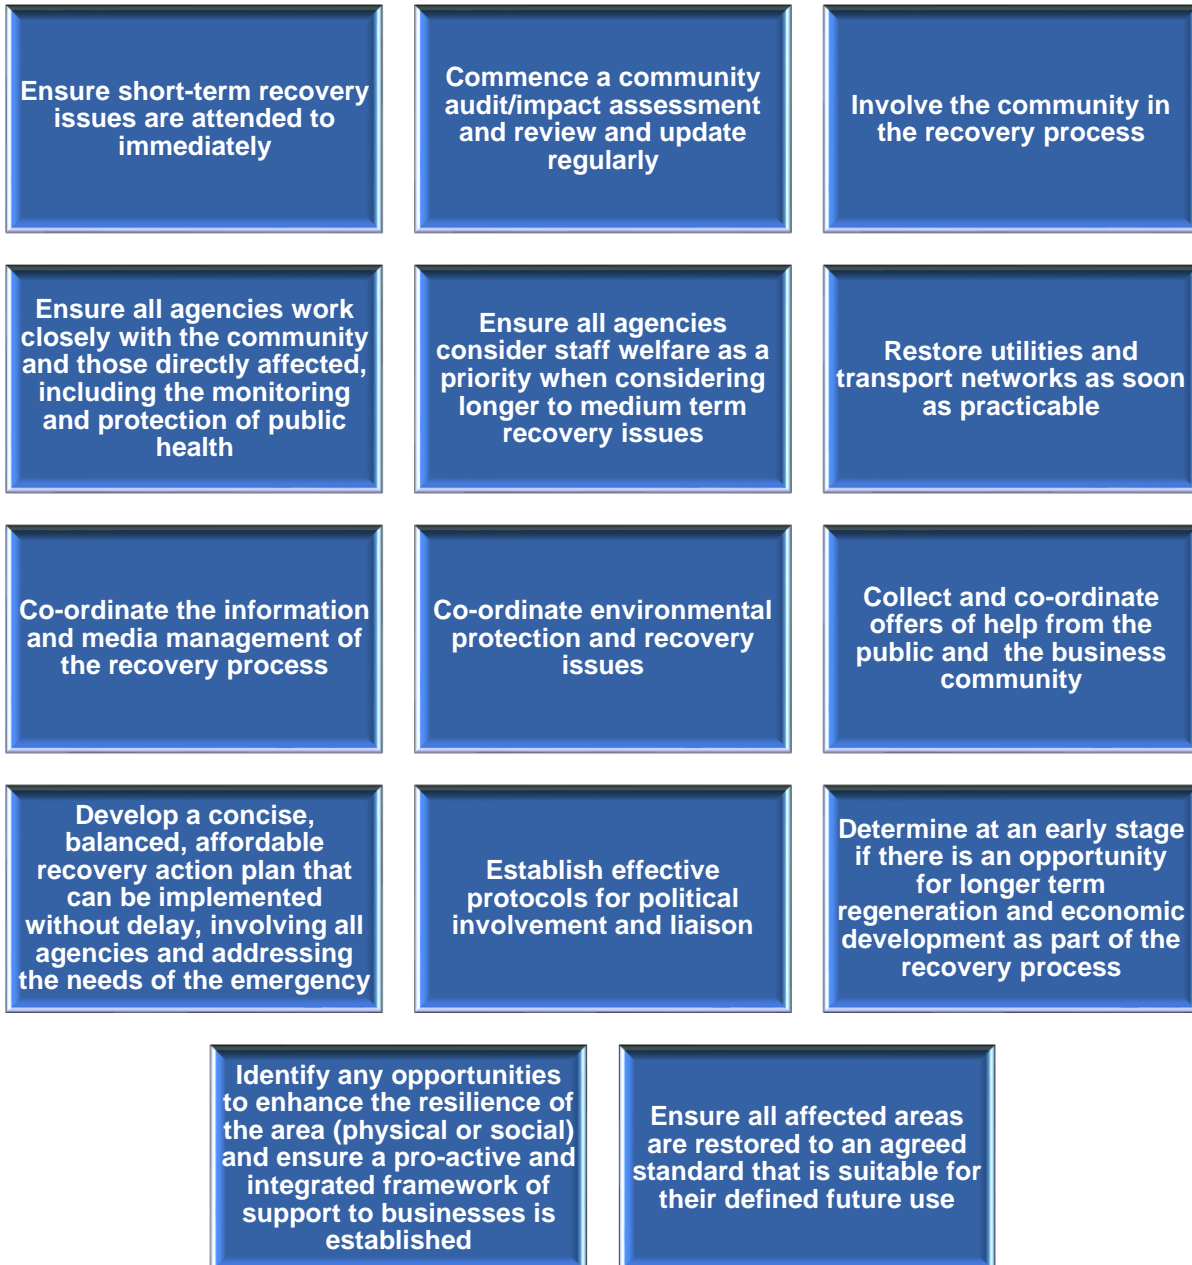 Ensure short-term recovery
issues are attended to
immediately
Commence a community
audit/impact assessment
and review and update
regularly
Involve the community in
the recovery process
Ensure all agencies work
closely with the community
and those directly affected,
including the monitoring
and protection of public
health
Ensure all agencies
consider staff welfare as a
priority when considering
longer to medium term
recovery issues
Restore utilities and
transport networks as soon
as practicable
Co-ordinate the information
and media management of
the recovery process
Co-ordinate environmental
protection and recovery
issues
Collect and co-ordinate
offers of help from the
public and  the business
community
Develop a concise,
balanced, affordable
recovery action plan that
can be implemented
without delay, involving all
agencies and addressing
the needs of the emergency
Establish effective
protocols for political
involvement and liaison
Determine at an early stage
if there is an opportunity
for longer term
regeneration and economic
development as part of the
recovery process
Identify any opportunities
to enhance the resilience of
the area (physical or social)
and ensure a pro-active and
integrated framework of
support to businesses is
established
Ensure all affected areas
are restored to an agreed
standard that is suitable for
their defined future use